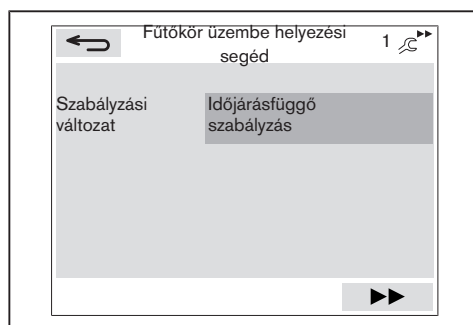 Fűtőkör üzembe helyezési
segéd
1
Szabályzási
változat
Időjárásfüggő
szabályzás